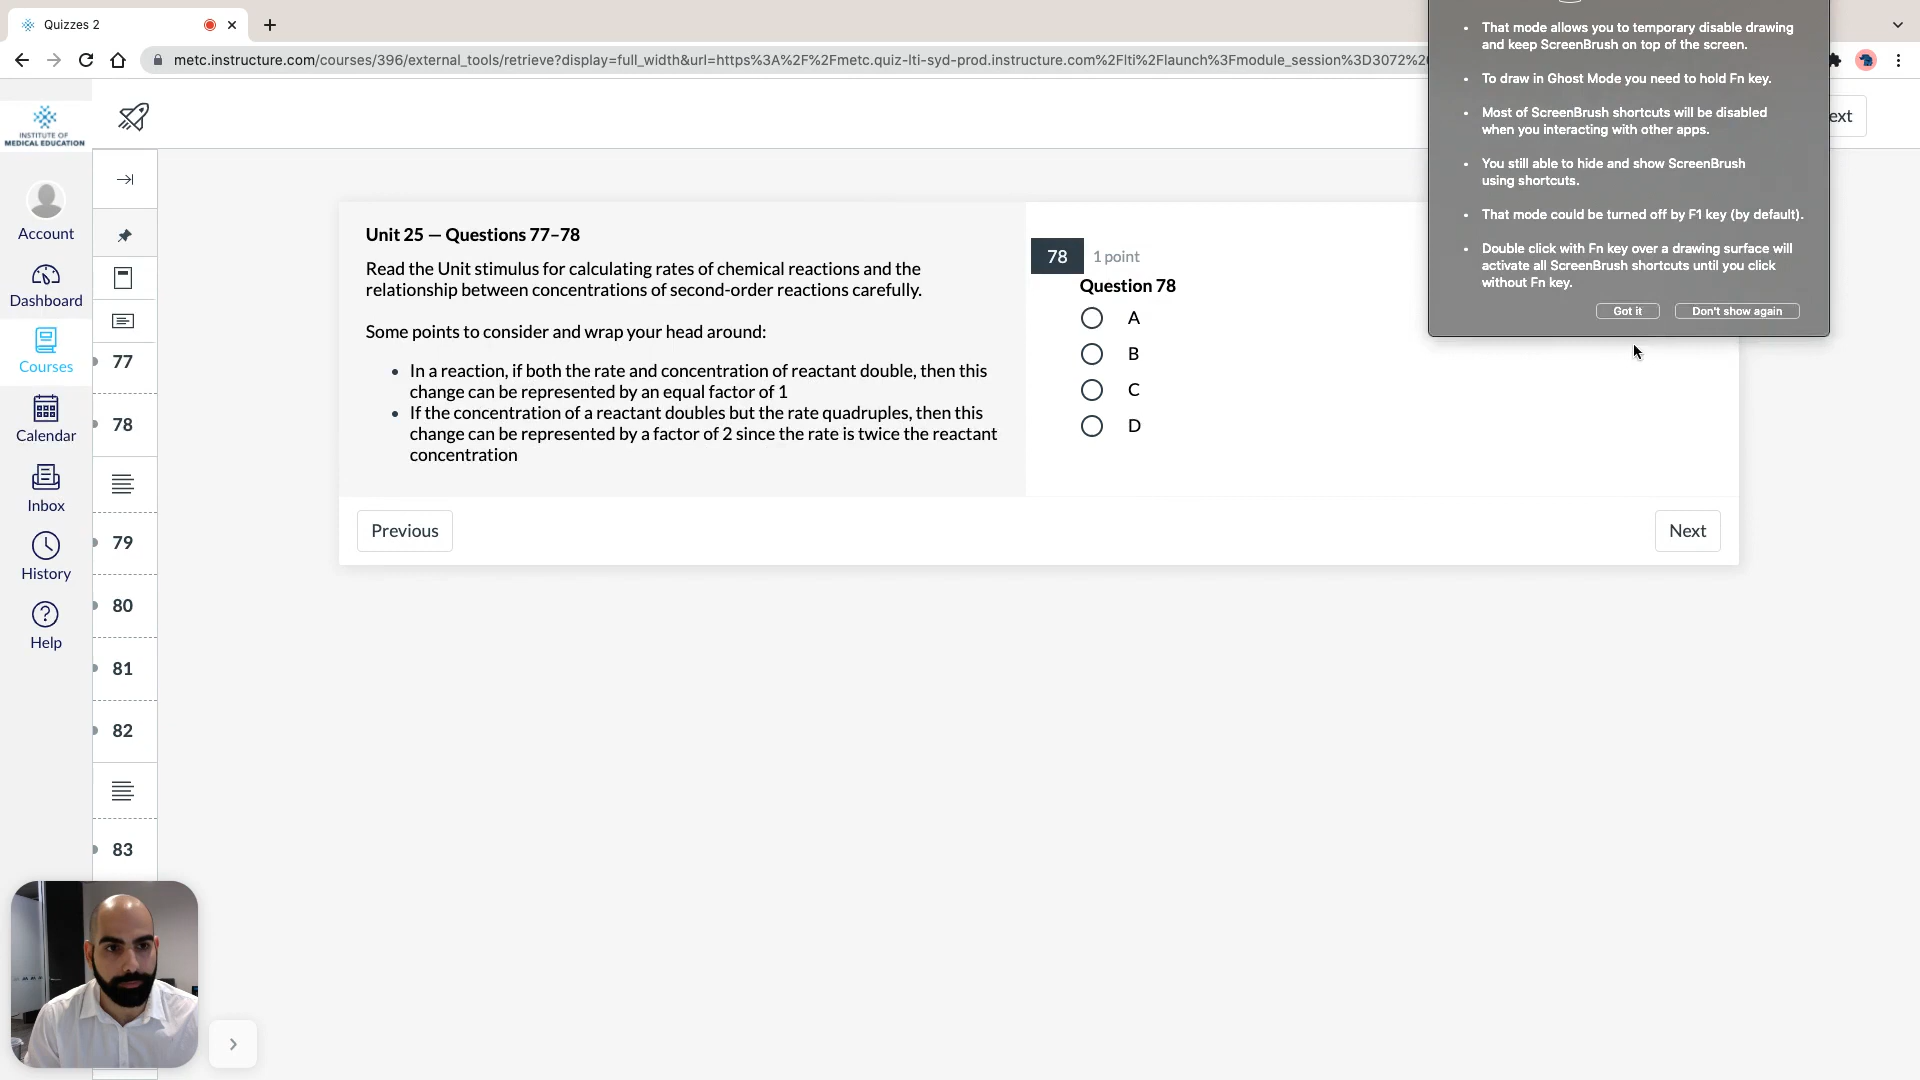 Quizzes 2
metc.instructure.com/courses/396/external_tools/retrieve?display=full_width&url=https%3A%2F%2Fmetc.quiz-lti-syd-prod.instructure.com%2Flti%2Flaunch%3Fmodule_session%3D3072%2
INSTITUTE OF
MEDICAL EDUCATION
Account
Dashboard
Courses
Calendar
Inbox
History
Help
77
78
79
80
81
82
83
Unit 25 — Questions 77–78
Read the Unit stimulus for calculating rates of chemical reactions and the
relationship between concentrations of second-order reactions carefully.
Some points to consider and wrap your head around:
• In a reaction, if both the rate and concentration of reactant double, then this
change can be represented by an equal factor of 1
• If the concentration of a reactant doubles but the rate quadruples, then this
change can be represented by a factor of 2 since the rate is twice the reactant
concentration
78 1 point
Question 78
A
B
C
D
Previous
Next
• That mode allows you to temporary disable drawing
and keep ScreenBrush on top of the screen.
• To draw in Ghost Mode you need to hold Fn key.
• Most of ScreenBrush shortcuts will be disabled
when you interacting with other apps.
• You still able to hide and show ScreenBrush
using shortcuts.
• That mode could be turned off by F1 key (by default).
• Double click with Fn key over a drawing surface will
activate all ScreenBrush shortcuts until you click
without Fn key.
Got it Don't show again
ext